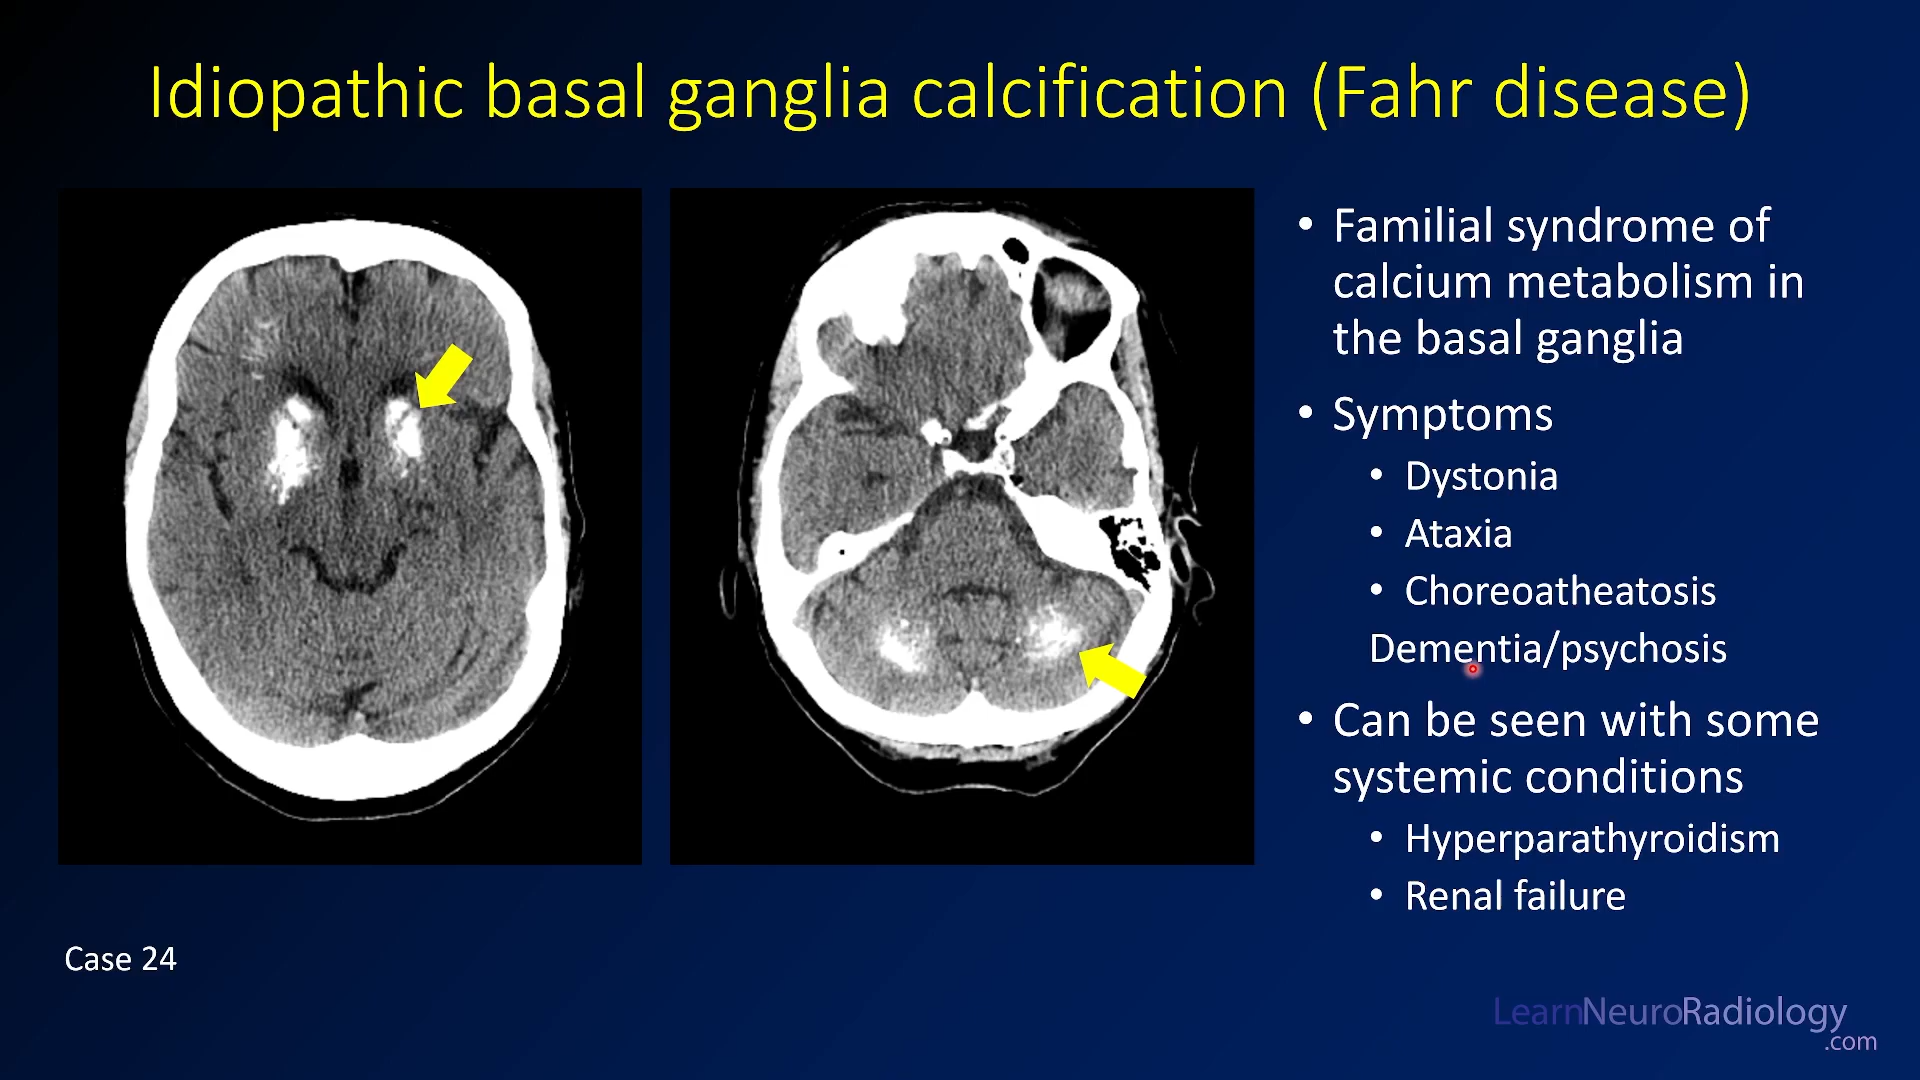 Idiopathic basal ganglia calcification (Fahr disease)
• Familial syndrome of
calcium metabolism in
the basal ganglia
• Symptoms
• Dystonia
• Ataxia
• Choreoatheatosis
Dementia/psychosis
• Can be seen with some
systemic conditions
• Hyperparathyroidism
• Renal failure
Case 24
LearnNeuroRadiology
.com